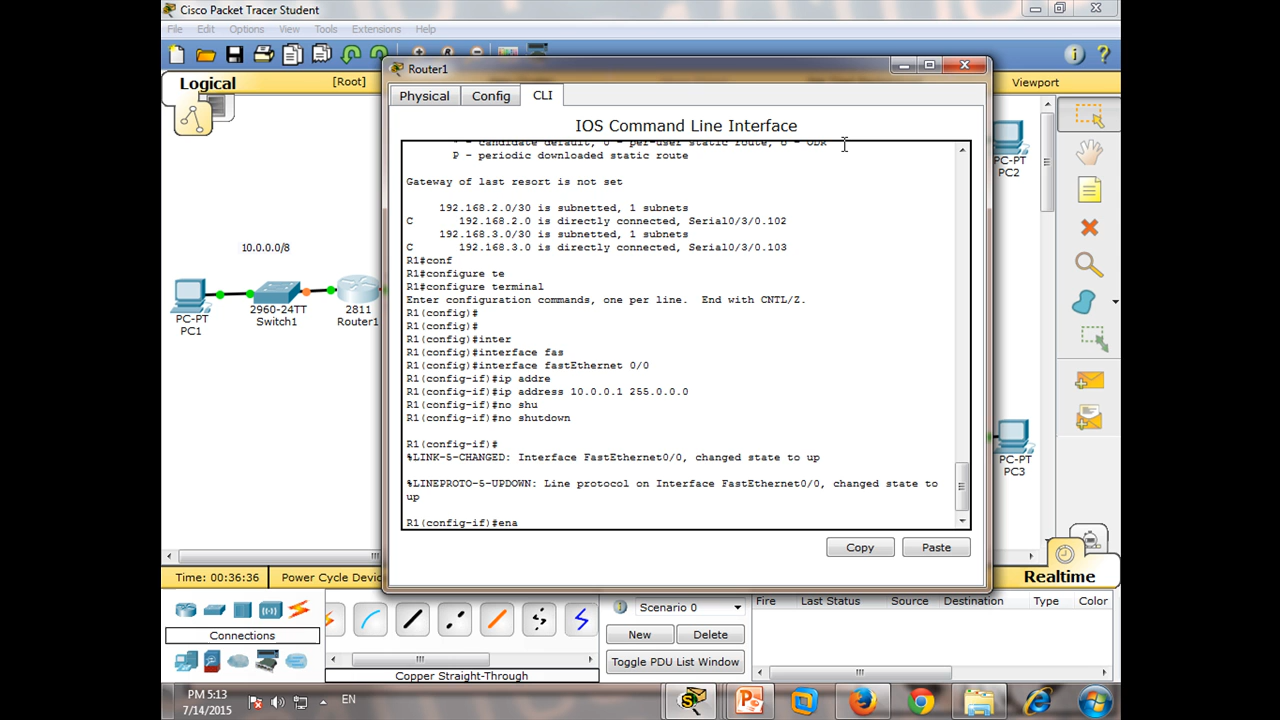 Cisco Packet Tracer Student
File Edit Options View Tools Extensions Help
Logical
[Root]
Viewport
Router1
Physical Config CLI
IOS Command Line Interface
* - candidate default, U - per-user static route, o - ODR
P - periodic downloaded static route
Gateway of last resort is not set
192.168.2.0/30 is subnetted, 1 subnets
C 192.168.2.0 is directly connected, Serial0/3/0.102
192.168.3.0/30 is subnetted, 1 subnets
C 192.168.3.0 is directly connected, Serial0/3/0.103
R1#conf
R1#configure te
R1#configure terminal
Enter configuration commands, one per line. End with CNTL/Z.
R1(config)#
R1(config)#
R1(config)#inter
R1(config)#interface fas
R1(config)#interface fastEthernet 0/0
R1(config-if)#ip addre
R1(config-if)#ip address 10.0.0.1 255.0.0.0
R1(config-if)#no shu
R1(config-if)#no shutdown
R1(config-if)#
%LINK-5-CHANGED: Interface FastEthernet0/0, changed state to up
%LINEPROTO-5-UPDOWN: Line protocol on Interface FastEthernet0/0, changed state to
up
R1(config-if)#ena
Copy Paste
10.0.0.0/8
PC-PT
PC1
2960-24TT
Switch1
2811
Router1
PC-PT
PC2
PC-PT
PC3
Time: 00:36:36
Power Cycle Devic
Realtime
Connections
Copper Straight-Through
Scenario 0
New Delete
Toggle PDU List Window
Fire Last Status Source Destination Type Color
PM 5:13
7/14/2015
EN